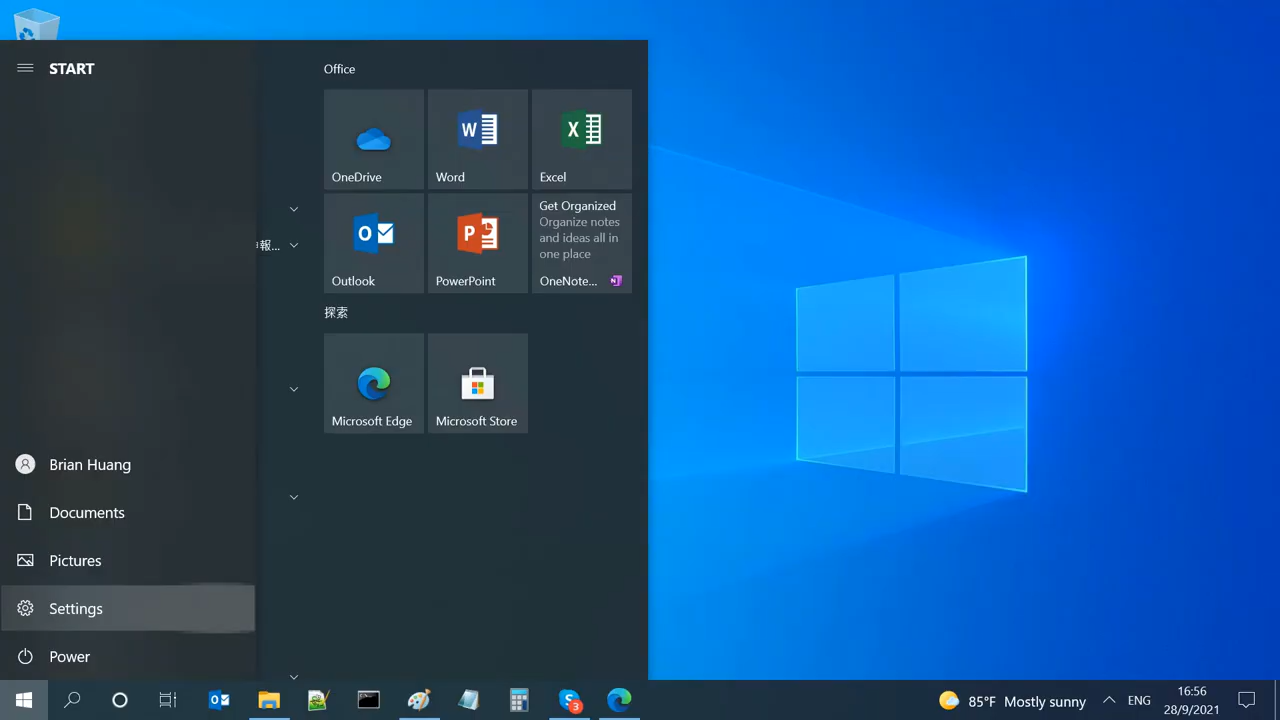 START
Office
OneDrive
Word
Excel
Outlook
PowerPoint
Get Organized
Organize notes
and ideas all in
one place
OneNote...
報...
探索
Microsoft Edge
Microsoft Store
Brian Huang
Documents
Pictures
Settings
Power
85°F Mostly sunny
ENG
16:56
28/9/2021
3